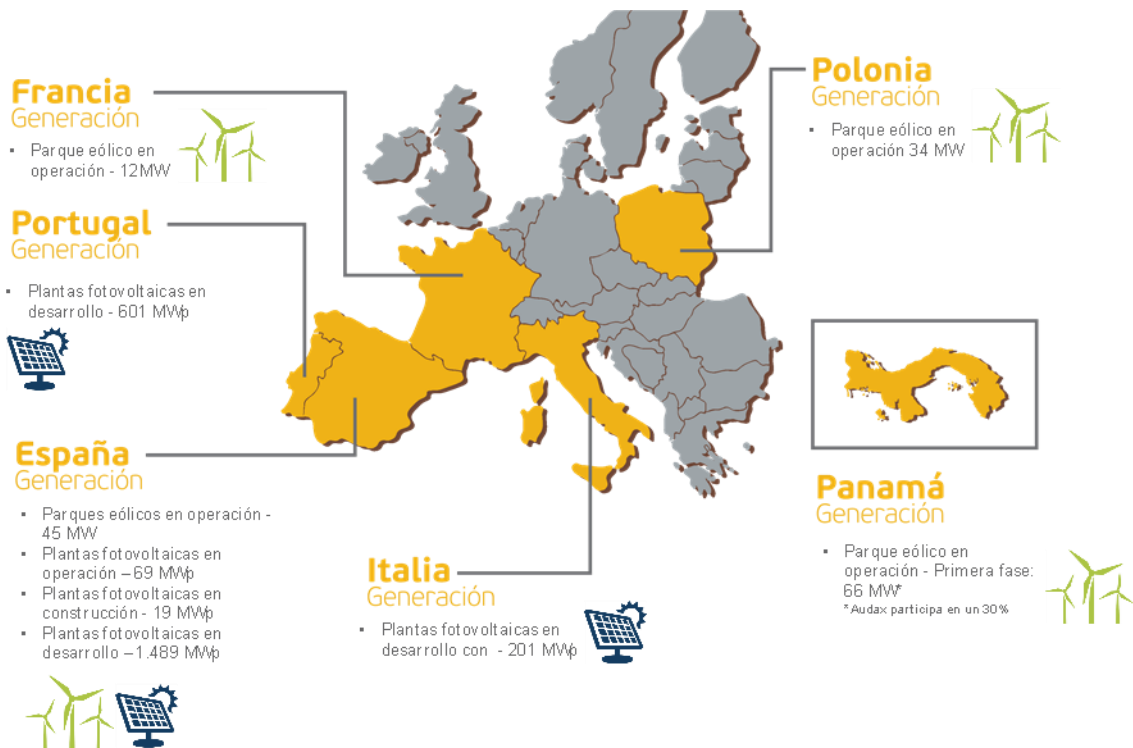 Francia
Generación
▪ Parque eólico en
operación - 12MW
Portugal
Generación
▪ Plantas fotovoltaicas en
desarrollo - 601 MWp
España
Generación
▪ Parques eólicos en operación -
45 MW
▪ Plantas fotovoltaicas en
operación – 69 MWp
▪ Plantas fotovoltaicas en
construcción - 19 MWp
▪ Plantas fotovoltaicas en
desarrollo – 1.489 MWp
Italia
Generación
▪ Plantas fotovoltaicas en
desarrollo con - 201 MWp
Polonia
Generación
▪ Parque eólico en
operación 34 MW
Panamá
Generación
▪ Parque eólico en
operación - Primera fase:
66 MW*
*Audax participa en un 30%